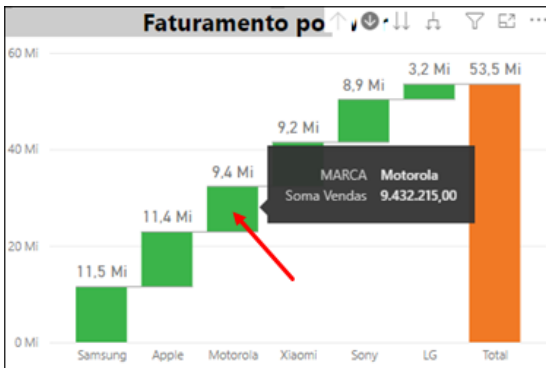 Faturamento po
60 Mi
3,2 Mi 53,5 Mi
8,9 Mi
9,2 Mi
40 Mi
9,4 Mi
MARCA Motorola
Soma Vendas 9.432.215,00
11,4 Mi
20 Mi
11,5 Mi
0 Mi
Samsung Apple Motorola Xiaomi Sony LG Total